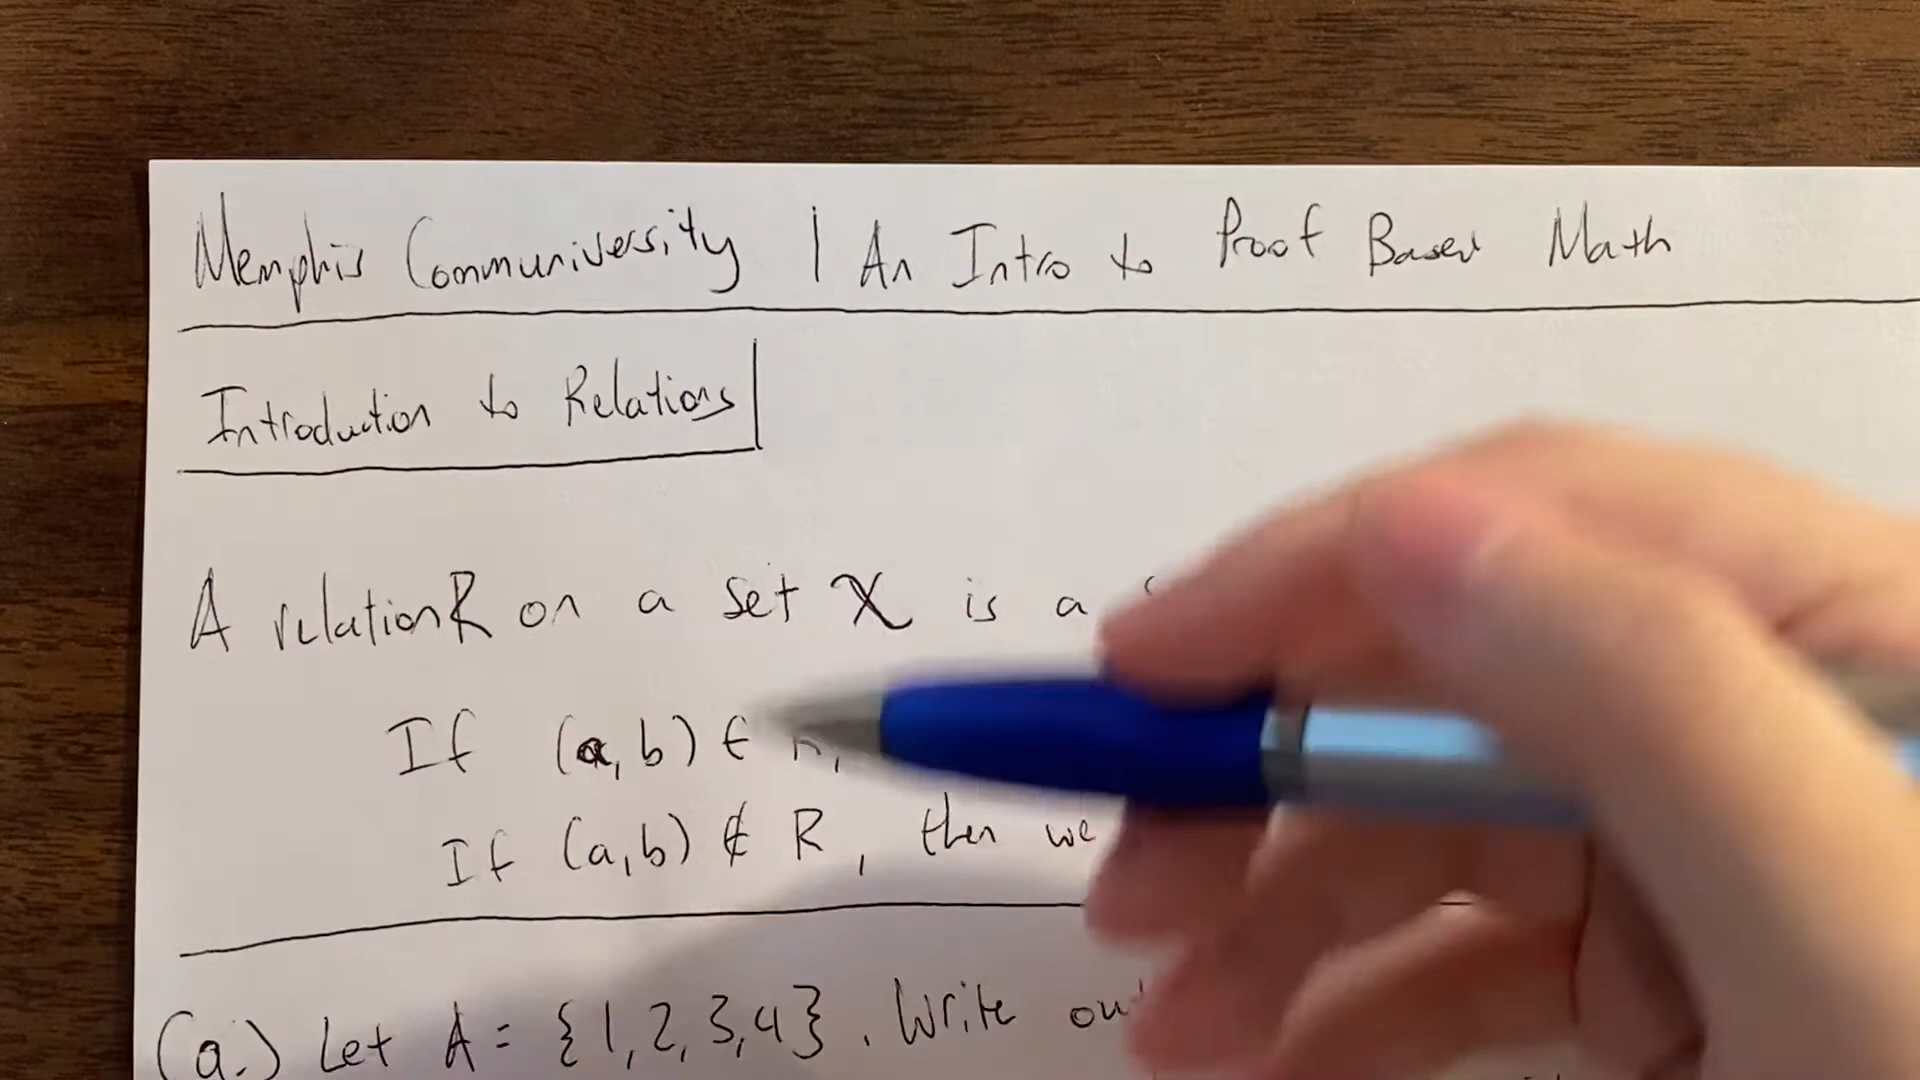 Memphis Communiversity | An Intro to Proof Based Math
Introduction to Relations
A relation R on a set X is a
If (a,b) ∈
If (a,b) ∉ R, then we
(a.) Let A = {1,2,3,4}. Write out